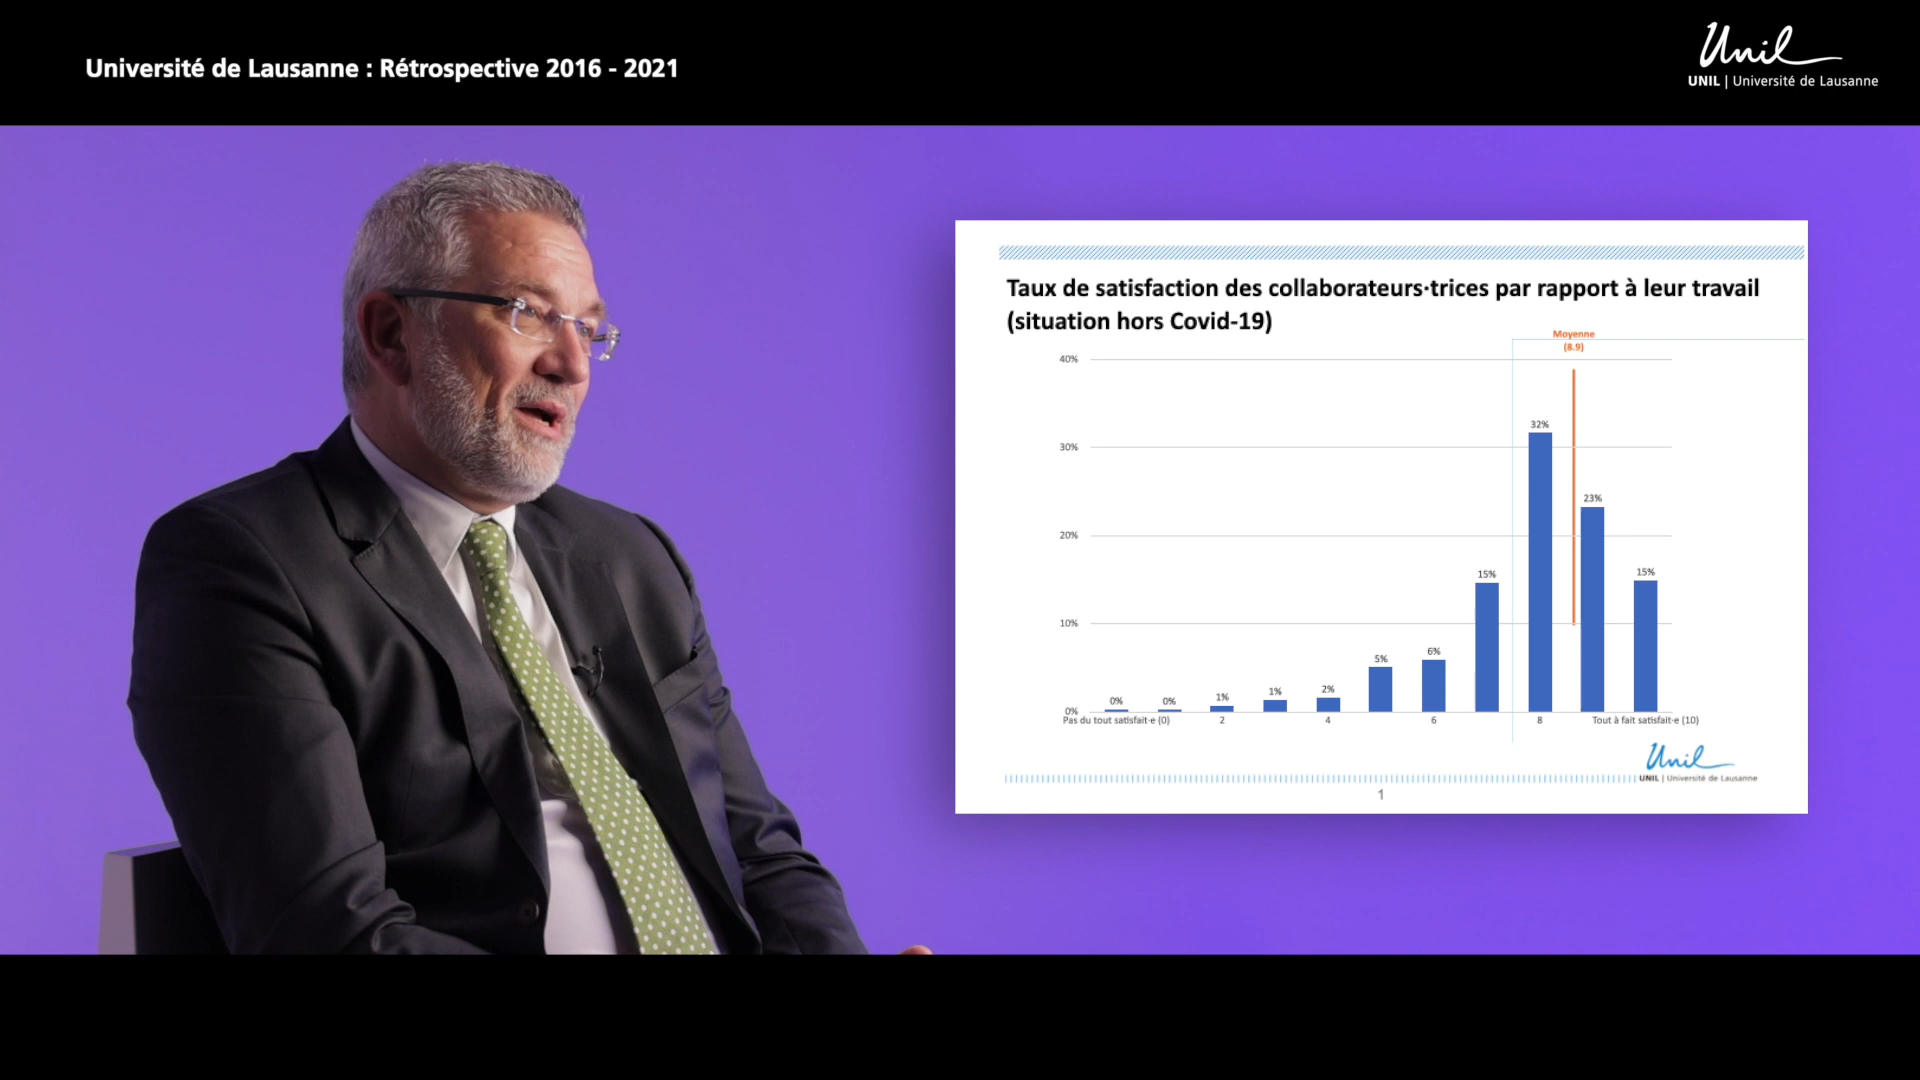 Université de Lausanne : Rétrospective 2016 - 2021
Unil
UNIL | Université de Lausanne
Taux de satisfaction des collaborateurs·trices par rapport à leur travail
(situation hors Covid-19)
Moyenne
(8.9)
40%
32%
30%
23%
20%
15%
15%
10%
6%
5%
2%
1%
1%
0%
0%
0%
Pas du tout satisfait·e (0)
2
4
6
8
Tout à fait satisfait·e (10)
Unil
UNIL | Université de Lausanne
1